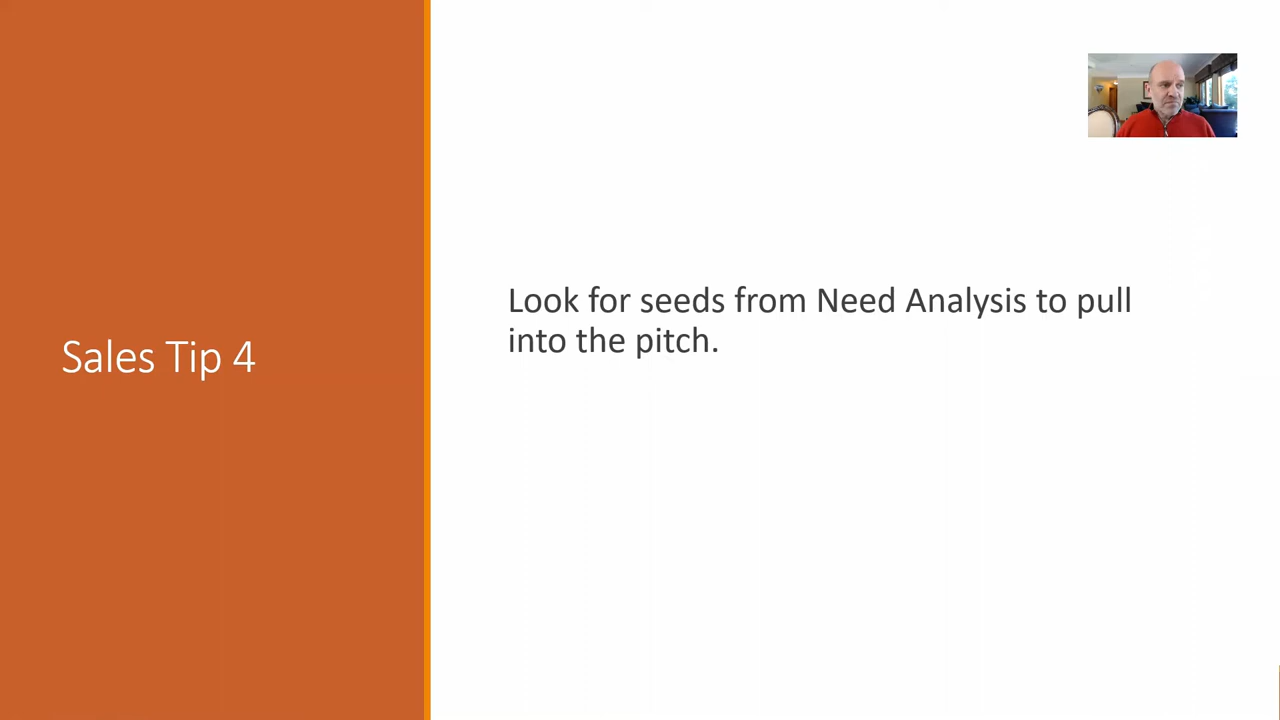 Sales Tip 4
Look for seeds from Need Analysis to pull
into the pitch.